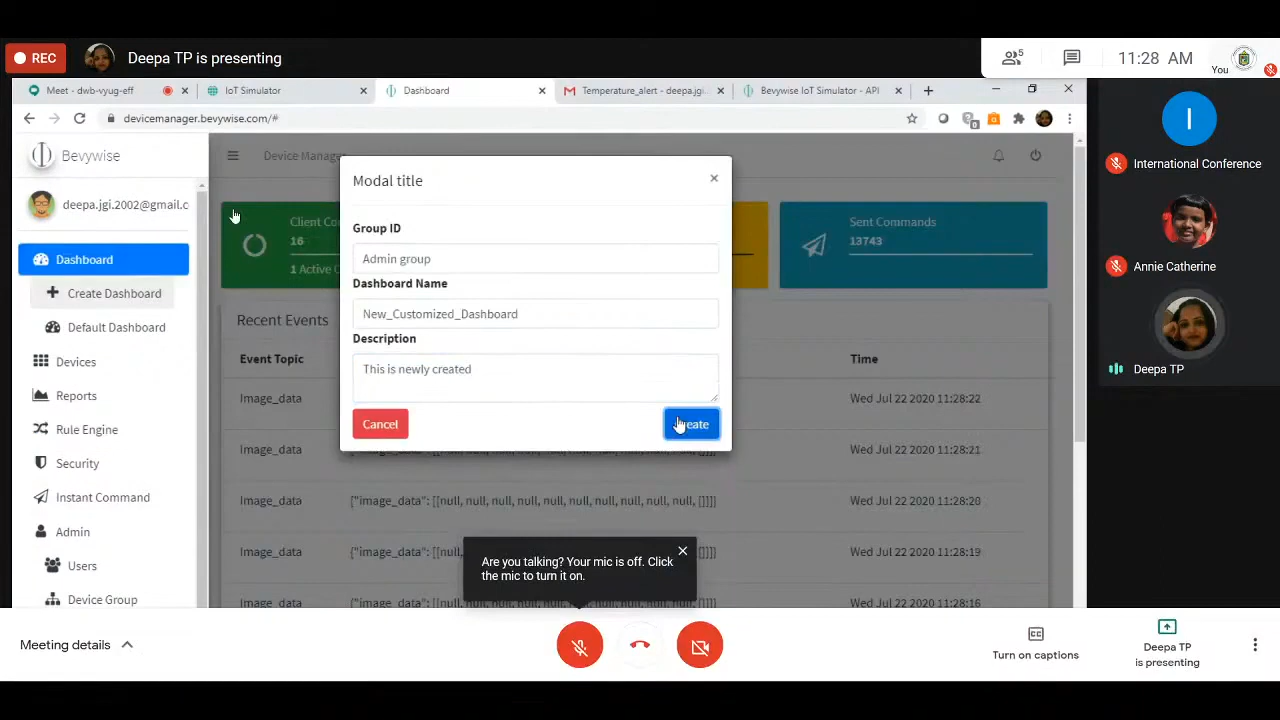 REC
Deepa TP is presenting
5
11:28 AM
You
Meet - dwb-vyug-eff
IoT Simulator
Dashboard
Temperature_alert - deepa.jgi.
Bevywise IoT Simulator - API
devicemanager.bevywise.com/#
Bevywise
Device Manager
deepa.jgi.2002@gmail.c
Dashboard
Create Dashboard
Default Dashboard
Devices
Reports
Rule Engine
Security
Instant Command
Admin
Users
Device Group
Client Co
16
1 Active C
Sent Commands
13743
Recent Events
Event Topic
Time
Image_data
Wed Jul 22 2020 11:28:22
Image_data
Wed Jul 22 2020 11:28:21
Image_data
{"image_data": [[null, null, null, null, null, null, null, null, null, []]]}
Wed Jul 22 2020 11:28:20
Image_data
Wed Jul 22 2020 11:28:19
Image_data
Wed Jul 22 2020 11:28:16
Modal title
Group ID
Admin group
Dashboard Name
New_Customized_Dashboard
Description
This is newly created
Cancel
eate
Are you talking? Your mic is off. Click
the mic to turn it on.
I
International Conference
Annie Catherine
Deepa TP
Meeting details
CC
Turn on captions
Deepa TP
is presenting